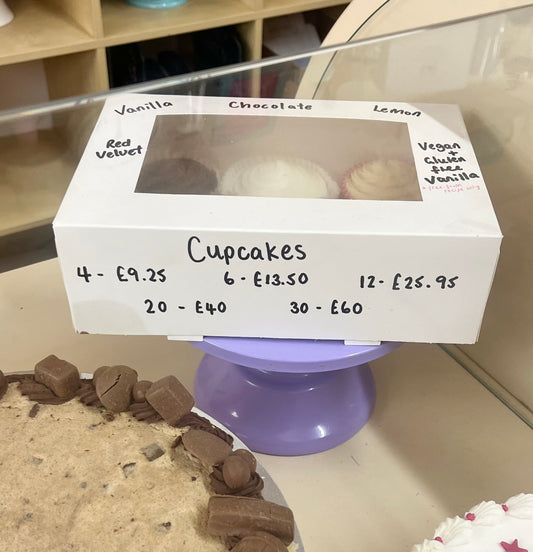 Vanilla Chocolate Lemon
Red
Velvet
Vegan +
Gluten
free
Vanilla
Cupcakes
4 - £9.25 6 - £13.50 12 - £25.95
20 - £40 30 - £60